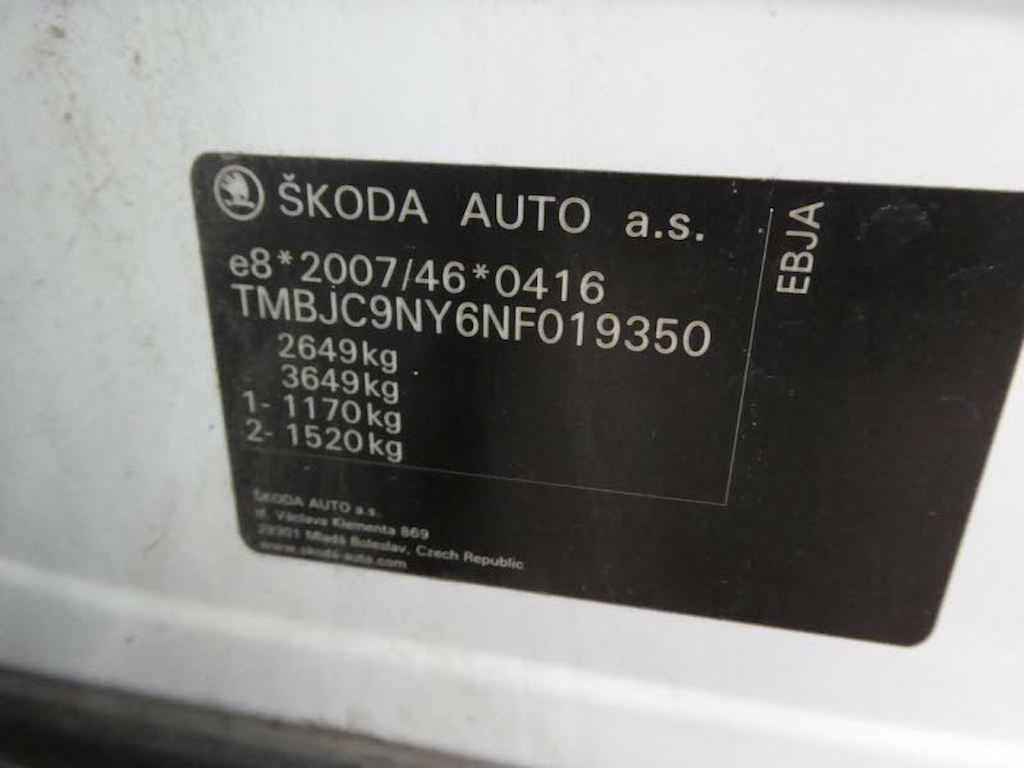 ŠKODA AUTO a.s.
e8*2007/46*0416
TMBJC9NY6NF019350
2649kg
3649kg
1- 1170kg
2- 1520kg
ŠKODA AUTO a.s.
tř. Václava Klementa 869
29301 Mladá Boleslav, Czech Republic
www.skoda-auto.com
EBJA